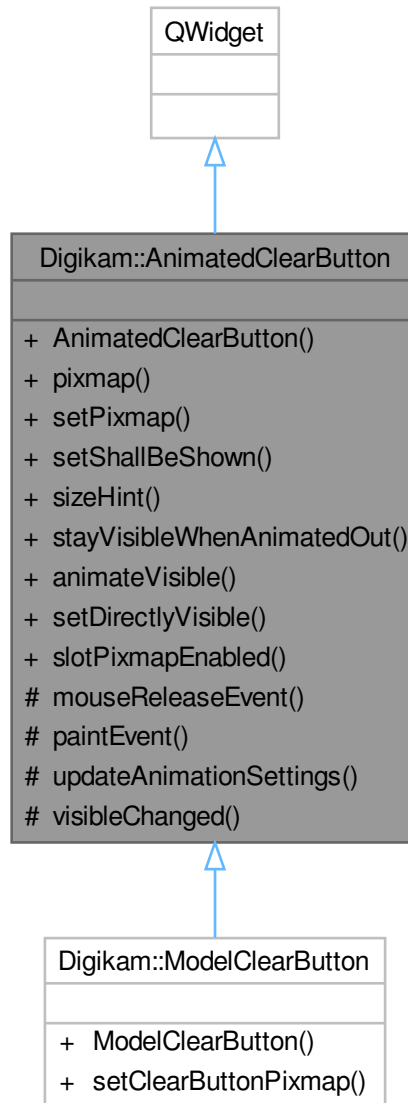 QWidget
Digikam::AnimatedClearButton
+ AnimatedClearButton()
+ pixmap()
+ setPixmap()
+ setShallBeShown()
+ sizeHint()
+ stayVisibleWhenAnimatedOut()
+ animateVisible()
+ setDirectlyVisible()
+ slotPixmapEnabled()
# mouseReleaseEvent()
# paintEvent()
# updateAnimationSettings()
# visibleChanged()
Digikam::ModelClearButton
+ ModelClearButton()
+ setClearButtonPixmap()